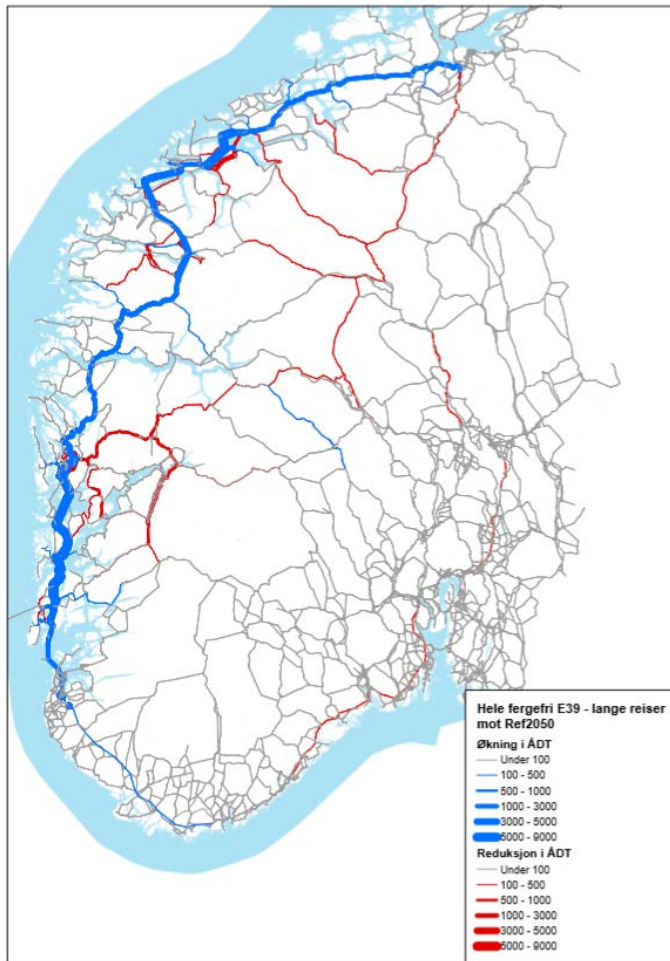 Hele fergefri E39 - lange reiser
mot Ref2050
Økning i ÅDT
Under 100
100 - 500
500 - 1000
1000 - 3000
3000 - 5000
5000 - 9000
Reduksjon i ÅDT
Under 100
100 - 500
500 - 1000
1000 - 3000
3000 - 5000
5000 - 9000